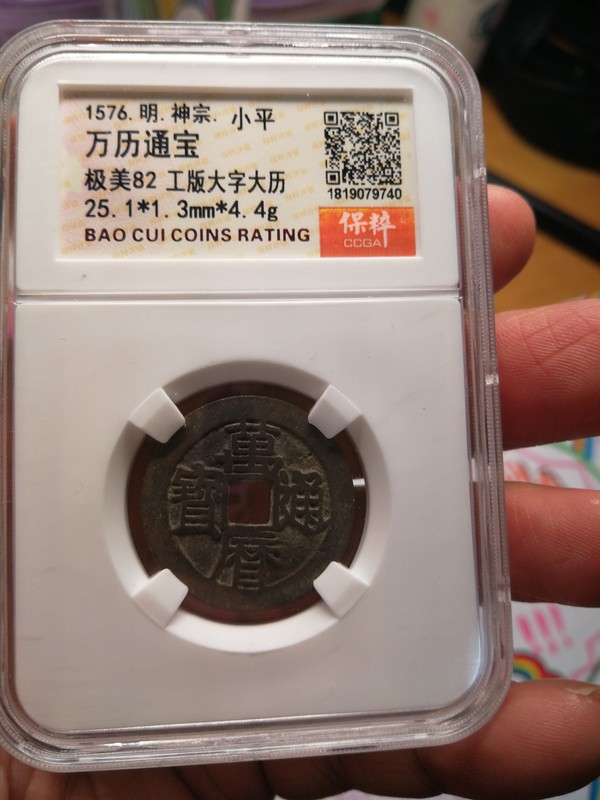 1576.明.神宗. 小平
万历通宝
极美82 工版大字大历
25.1*1.3mm*4.4g
BAO CUI COINS RATING
1819079740
保粹
CCGA
萬
寶 通
曆